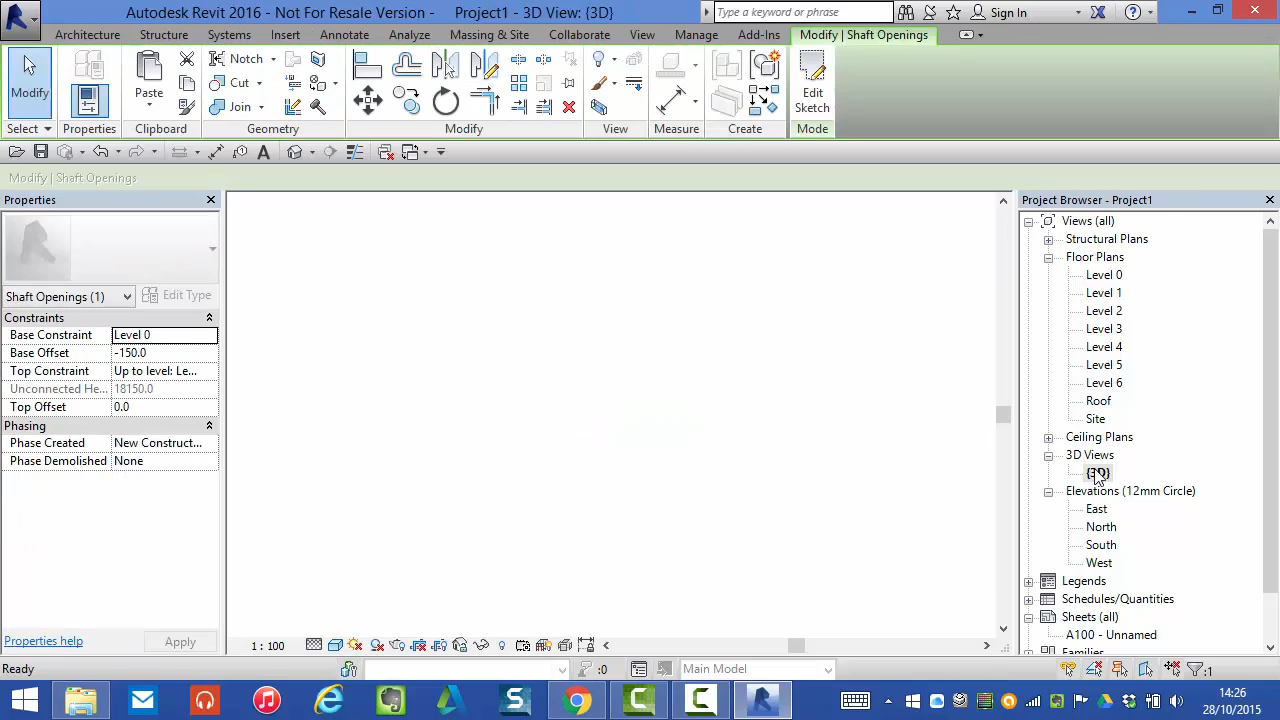 Autodesk Revit 2016 - Not For Resale Version - Project1 - 3D View: {3D}
Type a keyword or phrase
Sign In
Architecture Structure Systems Insert Annotate Analyze Massing & Site Collaborate View Manage Add-Ins Modify | Shaft Openings
Modify
Paste
Notch
Cut
Join
Edit
Sketch
Select Properties Clipboard Geometry Modify View Measure Create Mode
Modify | Shaft Openings
Properties
Shaft Openings (1) Edit Type
Constraints
Base Constraint Level 0
Base Offset -150.0
Top Constraint Up to level: Le...
Unconnected He... 18150.0
Top Offset 0.0
Phasing
Phase Created New Construct...
Phase Demolished None
Properties help Apply
1 : 100
Project Browser - Project1
Views (all)
Structural Plans
Floor Plans
Level 0
Level 1
Level 2
Level 3
Level 4
Level 5
Level 6
Roof
Site
Ceiling Plans
3D Views
{3D}
Elevations (12mm Circle)
East
North
South
West
Legends
Schedules/Quantities
Sheets (all)
A100 - Unnamed
Families
Ready
:0
Main Model
:1
14:26
28/10/2015